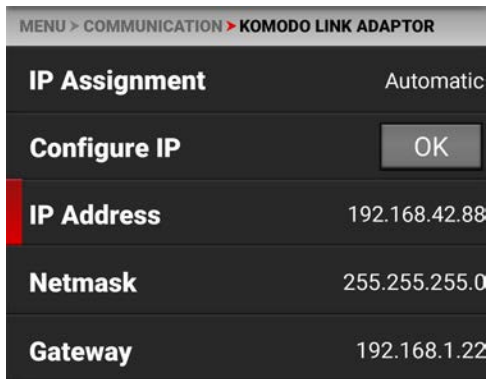 MENU > COMMUNICATION > KOMODO LINK ADAPTOR
IP Assignment Automatic
Configure IP OK
IP Address 192.168.42.88
Netmask 255.255.255.0
Gateway 192.168.1.22